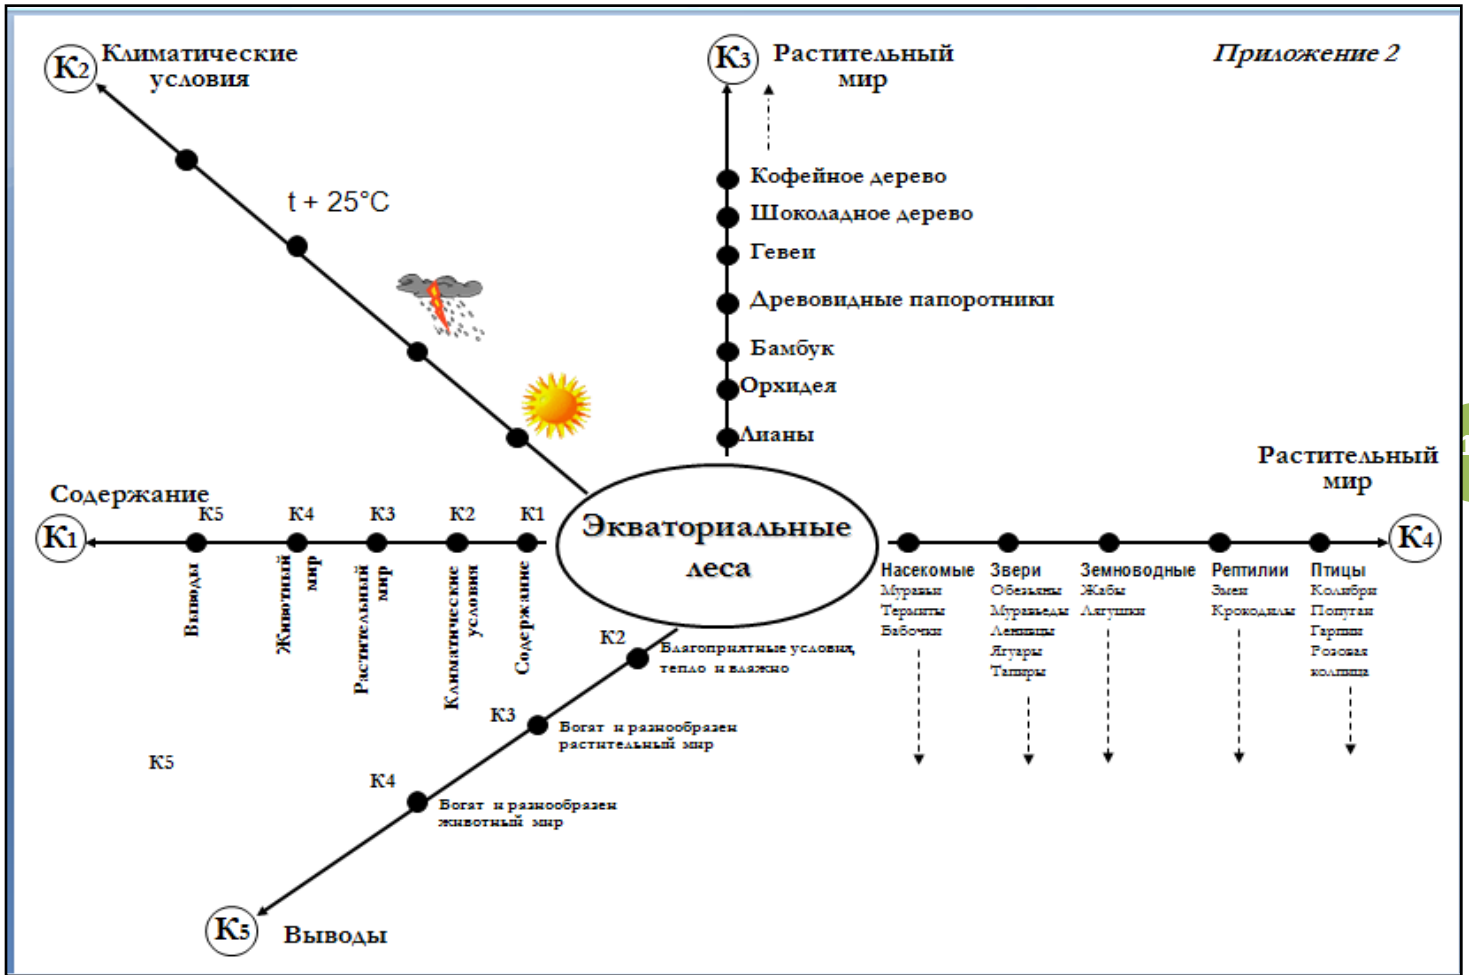 Приложение 2
К2
Климатические
условия
t + 25°C
К3
Растительный
мир
Кофейное дерево
Шоколадное дерево
Гевеи
Древовидные папоротники
Бамбук
Орхидея
Лианы
Содержание
К1
К5
К4
К3
К2
К1
Выводы
Животный
мир
Растительный
мир
Климатические
условия
Содержание
Экваториальные
леса
Растительный
мир
К4
Насекомые
Муравьи
Термиты
Бабочки
Звери
Обезьяны
Муравьеды
Ленивцы
Ягуары
Тапиры
Земноводные
Жабы
Лягушки
Рептилии
Змеи
Крокодилы
Птицы
Колибри
Попугаи
Гарпии
Розовая
колпица
К2
Благоприятные условия,
тепло и влажно
К3
Богат и разнообразен
растительный мир
К4
Богат и разнообразен
животный мир
К5
К5
Выводы